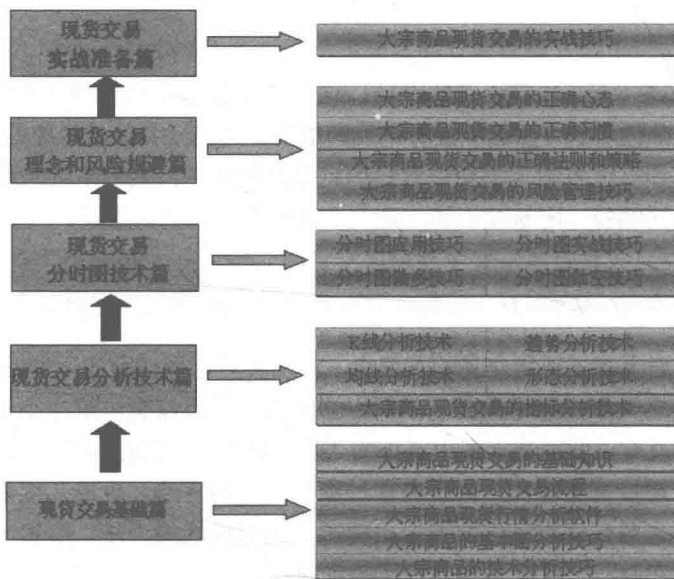 现货交易
实战准备篇
大宗商品现货交易的实战技巧
现货交易
理念和风险规避篇
大宗商品现货交易的正确心态
大宗商品现货交易的正确习惯
大宗商品现货交易的正确法则和策略
大宗商品现货交易的风险管理技巧
现货交易
分时图技术篇
分时图应用技巧 分时图实战技巧
分时图做多技巧 分时图做空技巧
现货交易分析技术篇
K线分析技术 趋势分析技术
均线分析技术 形态分析技术
大宗商品现货交易的指标分析技术
现货交易基础篇
大宗商品现货交易的基础知识
大宗商品现货交易流程
大宗商品现货行情分析软件
大宗商品的基本面分析技巧
大宗商品的技术分析技巧